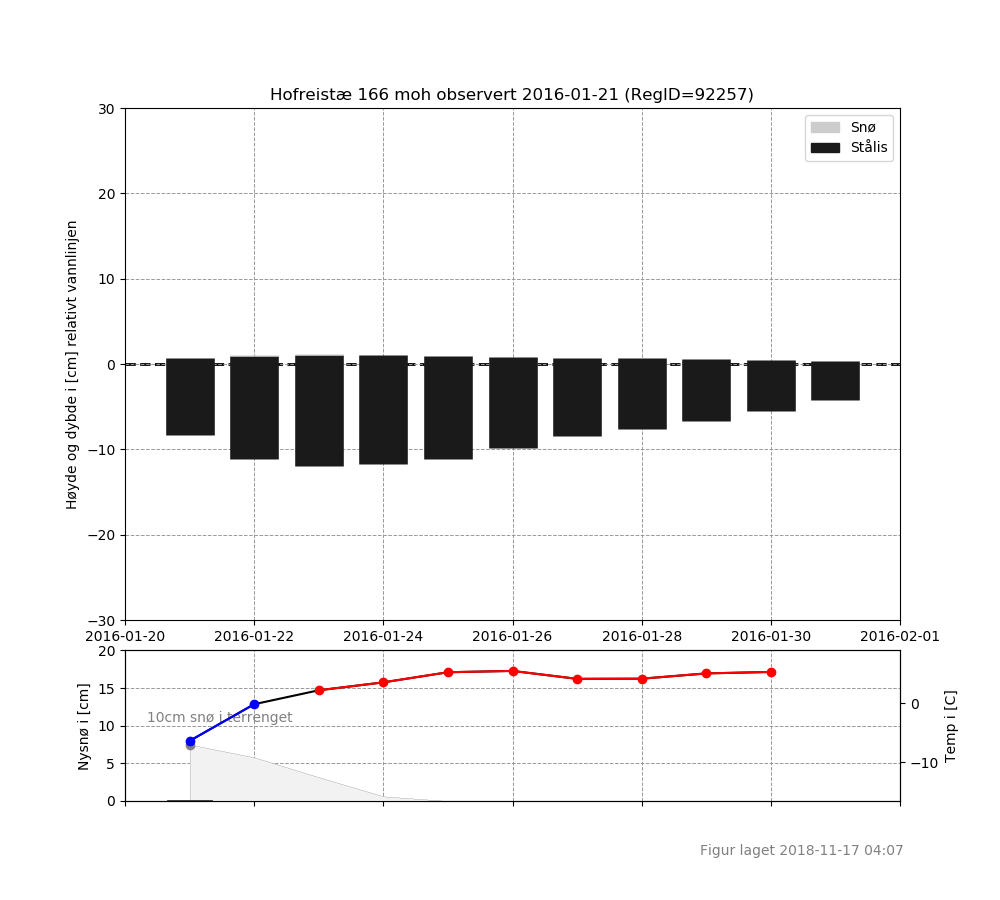 Hofreistæ 166 moh observert 2016-01-21 (RegID=92257)
Snø
Stålis
Høyde og dybde i [cm] relativt vannlinjen
30
20
10
0
−10
−20
−30
2016-01-20 2016-01-22 2016-01-24 2016-01-26 2016-01-28 2016-01-30 2016-02-01
Nysnø i [cm]
20
15
10
5
0
10cm snø i terrenget
0
−10
Temp i [C]
Figur laget 2018-11-17 04:07